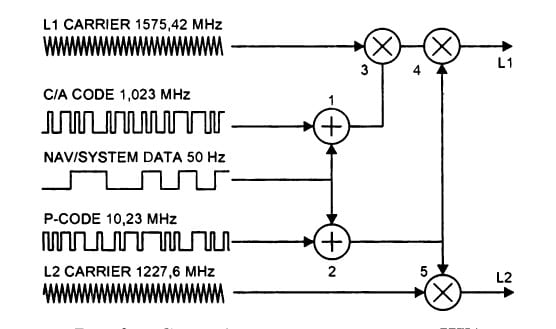 L1 CARRIER 1575,42 MHz
3
4
L1
C/A CODE 1,023 MHz
1
NAV/SYSTEM DATA 50 Hz
P-CODE 10,23 MHz
2
5
L2 CARRIER 1227,6 MHz
L2